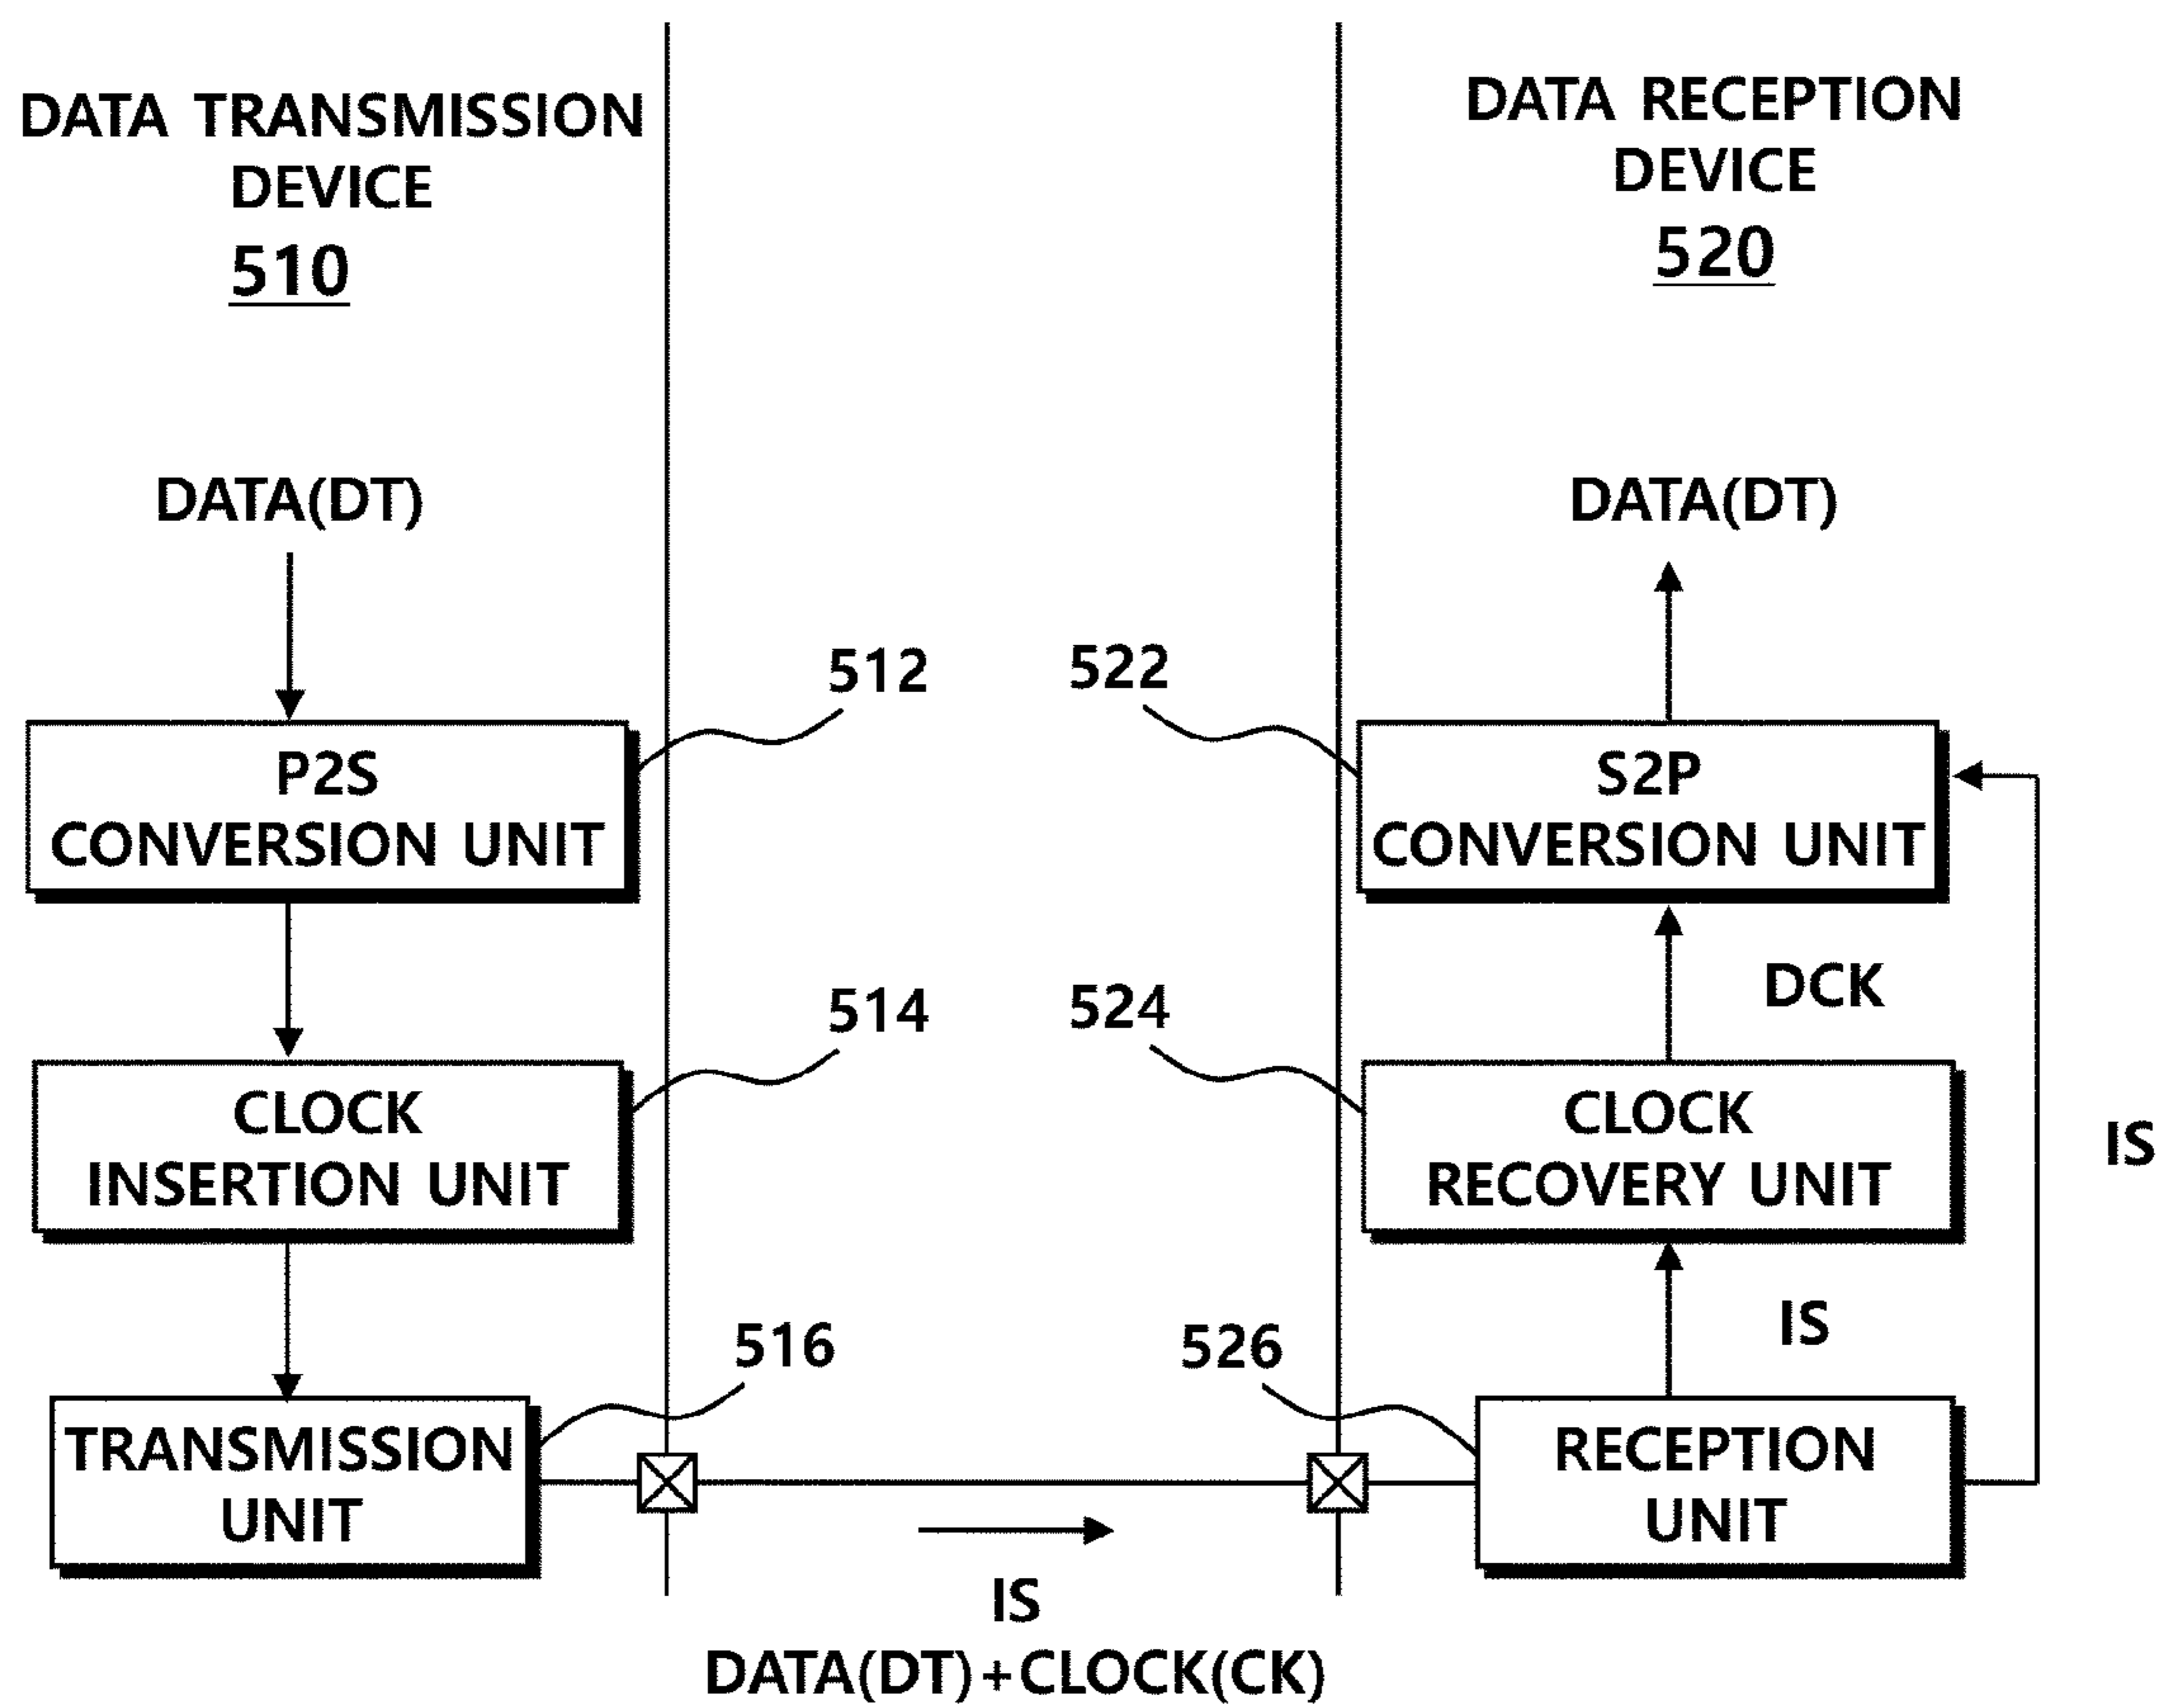 DATA TRANSMISSION
DEVICE
510
DATA RECEPTION
DEVICE
520
DATA(DT)
DATA(DT)
512
522
P2S
CONVERSION UNIT
S2P
CONVERSION UNIT
DCK
514
524
CLOCK
INSERTION UNIT
CLOCK
RECOVERY UNIT
IS
IS
516
526
TRANSMISSION
UNIT
RECEPTION
UNIT
IS
DATA(DT)+CLOCK(CK)